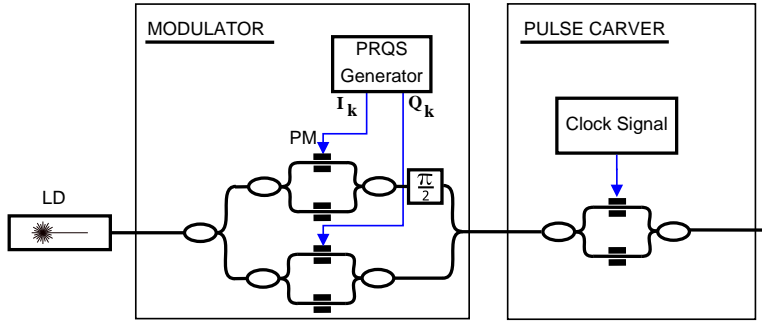 MODULATOR
PULSE CARVER
PRQS
Generator
I k
Q k
PM
Clock Signal
π/2
LD